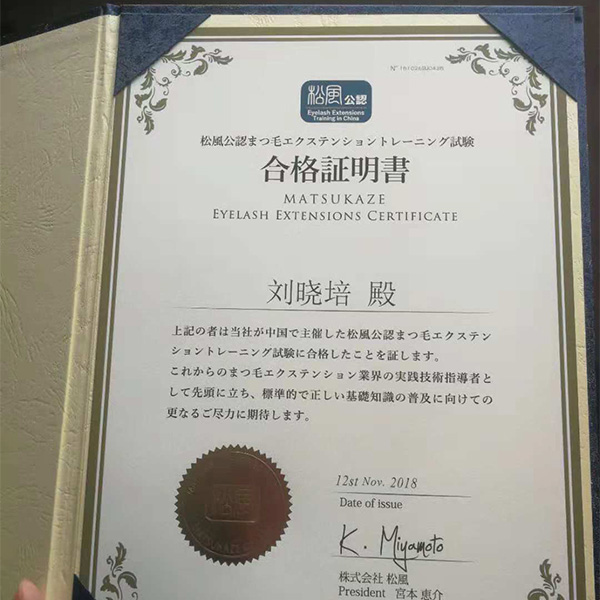 松風公認
Eyelash Extensions
Training in China
松風公認まつ毛エクステンショントレーニング試験
合格証明書
MATSUKAZE
EYELASH EXTENSIONS CERTIFICATE
刘晓培 殿
上記の者は当社が中国で主催した松風公認まつ毛エクステン
ショントレーニング試験に合格したことを証します。
これからのまつ毛エクステンション業界の実践技術指導者と
して先頭に立ち、標準的で正しい基礎知識の普及に向けての
更なるご尽力に期待します。
松風
12st Nov. 2018
Date of issue
K. Miyamoto
株式会社 松風
President 宮本 恵介